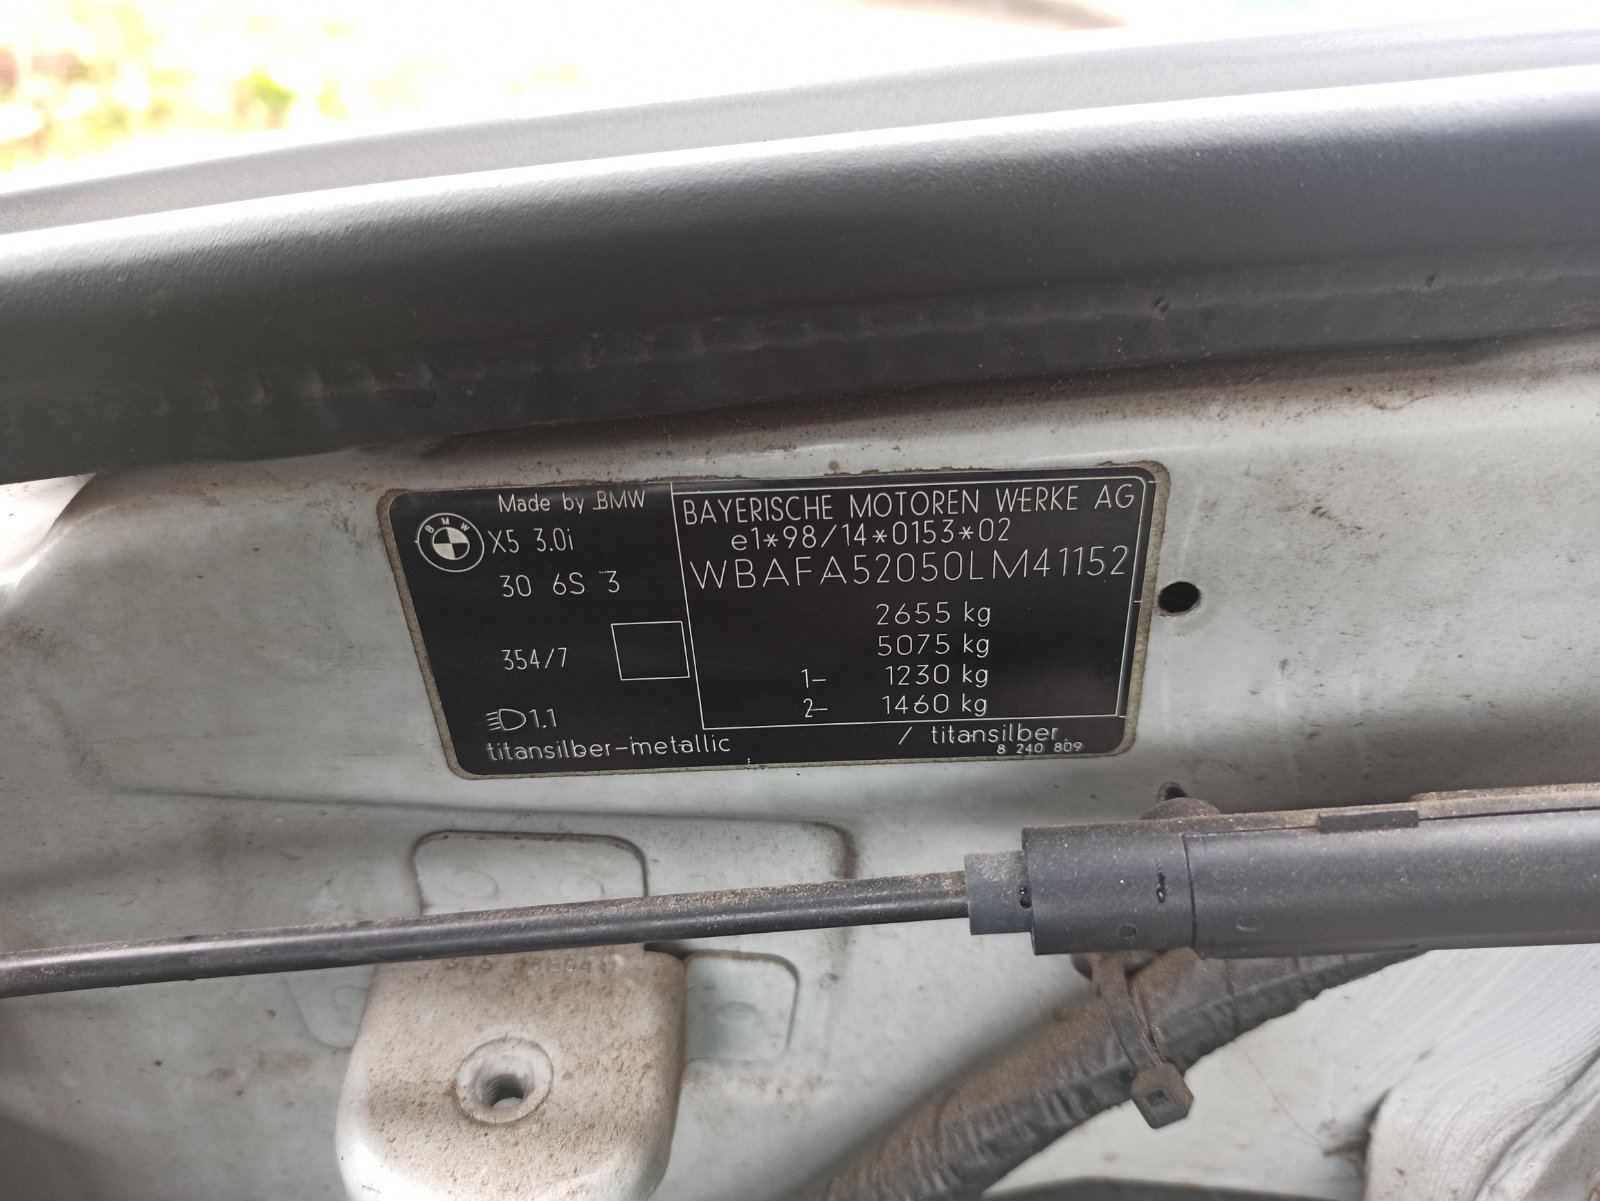 Made by BMW
BMW
X5 3.0i
30 6S 3
354/7
1.1
titansilber-metallic
BAYERISCHE MOTOREN WERKE AG
e1*98/14*0153*02
WBAFA52050LM41152
2655 kg
5075 kg
1- 1230 kg
2- 1460 kg
/ titansilber
8 240 809